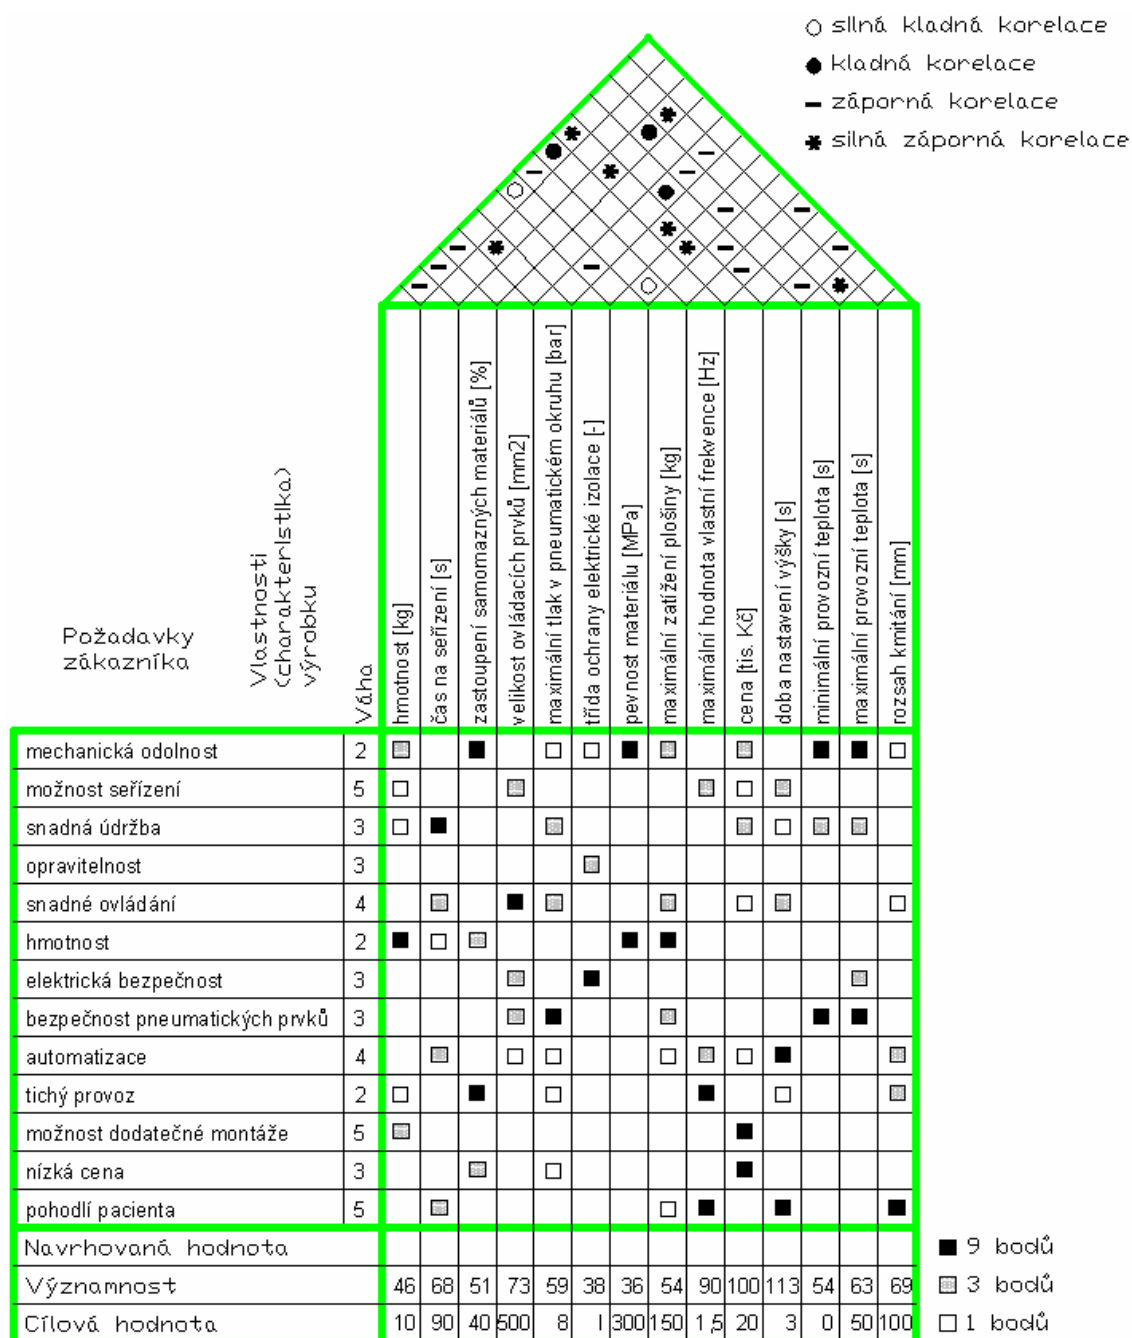 silná kladná korelace
kladná korelace
záporná korelace
silná záporná korelace
Požadavky
zákazníka
Vlastnosti
(charakteristika)
výrobku
Váha
hmotnost [kg]
čas na seřízení [s]
zastoupení samomazných materiálů [%]
velikost ovládacích prvků [mm2]
maximální tlak v pneumatickém okruhu [bar]
třída ochrany elektrické izolace [-]
pevnost materiálu [MPa]
maximální zatížení plošiny [kg]
maximální hodnota vlastní frekvence [Hz]
cena [tis. Kč]
doba nastavení výšky [s]
minimální provozní teplota [s]
maximální provozní teplota [s]
rozsah kmitání [mm]
mechanická odolnost 2
možnost seřízení 5
snadná údržba 3
opravitelnost 3
snadné ovládání 4
hmotnost 2
elektrická bezpečnost 3
bezpečnost pneumatických prvků 3
automatizace 4
tichý provoz 2
možnost dodatečné montáže 5
nízká cena 3
pohodlí pacienta 5
Navrhovaná hodnota
Významnost 46 68 51 73 59 38 36 54 90 100 113 54 63 69
Cílová hodnota 10 90 40 500 8 I 300 150 1,5 20 3 0 50 100
9 bodů
3 bodů
1 bodů